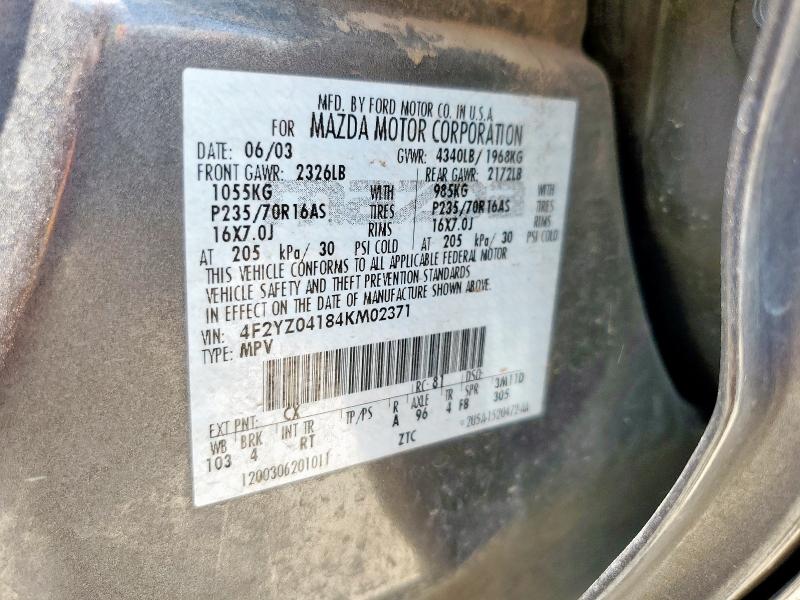 MFD. BY FORD MOTOR CO. IN U.S.A
FOR MAZDA MOTOR CORPORATION
DATE: 06/03 GVWR: 4340LB/1968KG
FRONT GAWR: 2326LB REAR GAWR: 2172LB
1055KG WITH 985KG WITH
P235/70R16AS TIRES P235/70R16AS TIRES
16X7.0J RIMS 16X7.0J RIMS
AT 205 kPa/30 PSI COLD AT 205 kPa/30 PSI COLD
THIS VEHICLE CONFORMS TO ALL APPLICABLE FEDERAL MOTOR
VEHICLE SAFETY AND THEFT PREVENTION STANDARDS
IN EFFECT ON THE DATE OF MANUFACTURE SHOWN ABOVE.
VIN: 4F2YZ04184KM02371
TYPE: MPV
RC: 81 DSO:
EXT PNT: CX TP/PS R AXLE TR SPR 3M11D
WB BRK INT TR A 96 4 F8 305
103 4 RT ZTC